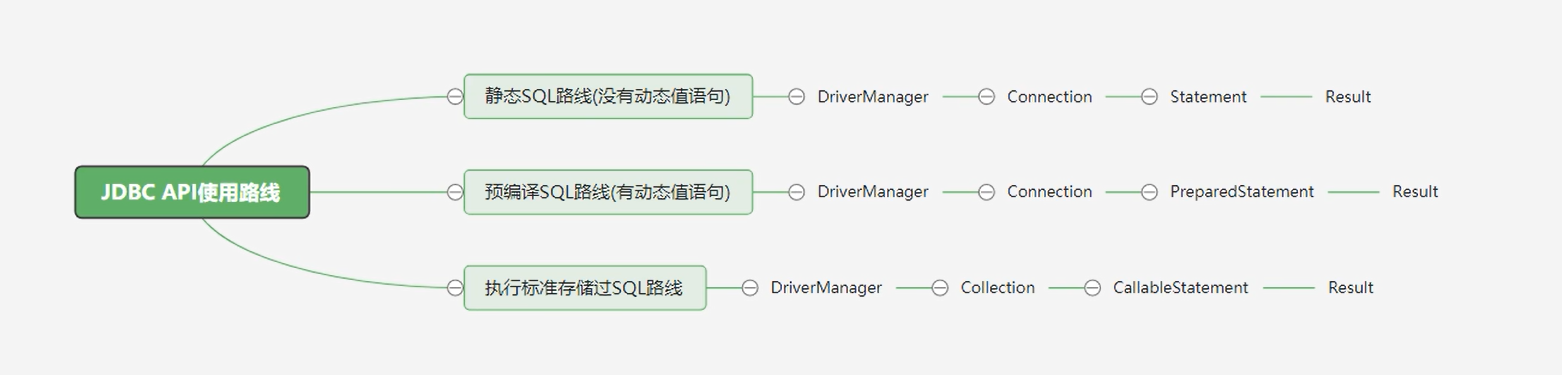 静态SQL路线(没有动态值语句) DriverManager Connection Statement Result
JDBC API使用路线
预编译SQL路线(有动态值语句) DriverManager Connection PreparedStatement Result
执行标准存储过SQL路线 DriverManager Collection CallableStatement Result